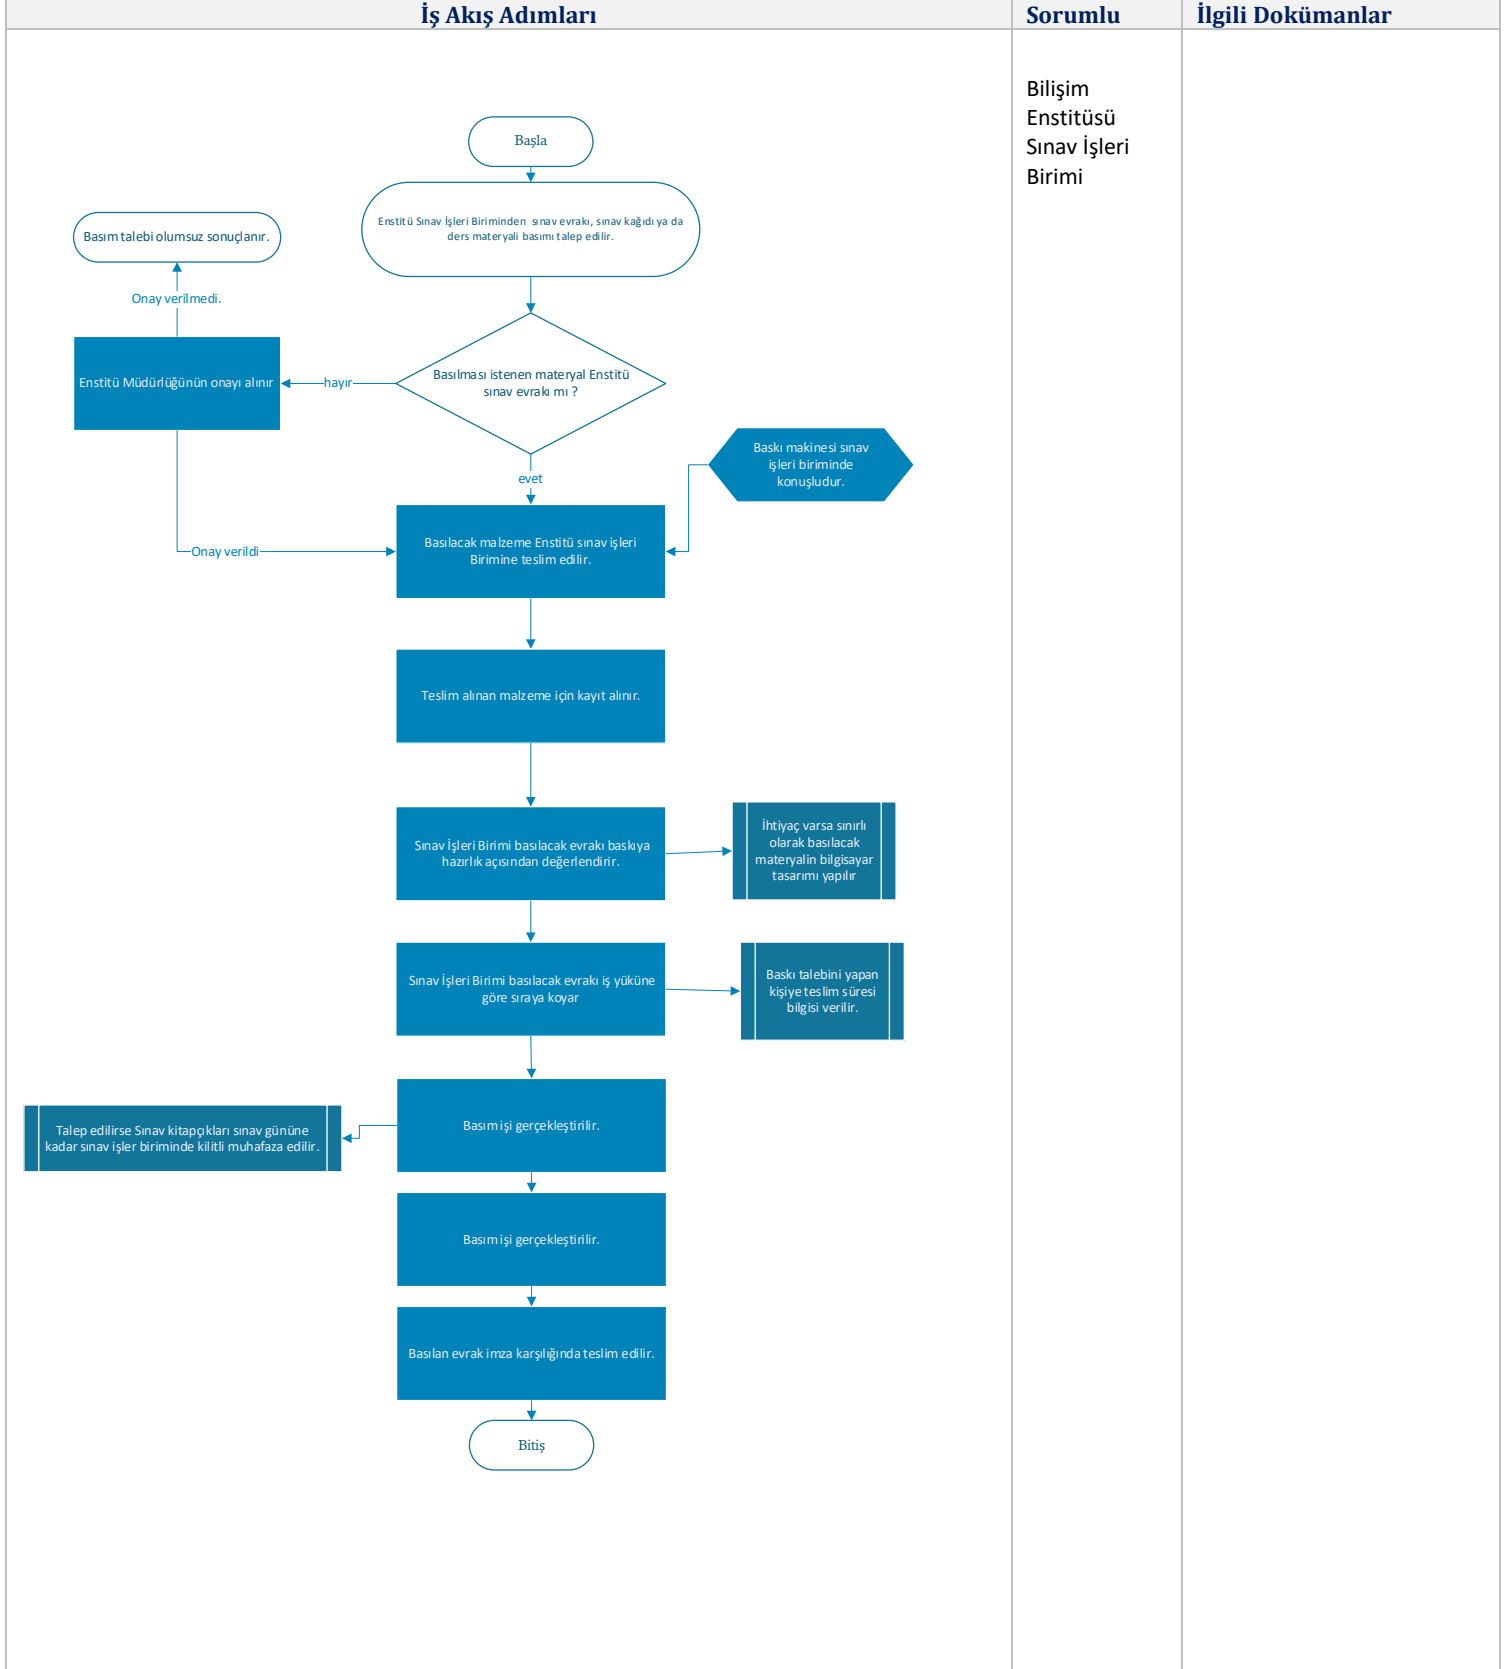 İş Akış Adımları
Sorumlu
İlgili Dokümanlar
Bilişim
Enstitüsü
Sınav İşleri
Birimi
Başla
Enstitü Sınav İşleri Biriminden sınav evrakı, sınav kağıdı ya da
ders materyali basımı talep edilir.
Basım talebi olumsuz sonuçlanır.
Onay verilmedi.
Enstitü Müdürlüğünün onayı alınır
hayır
Basılması istenen materyal Enstitü
sınav evrakı mı ?
evet
Baskı makinesi sınav
işleri biriminde
konuşludur.
Onay verildi
Basılacak malzeme Enstitü sınav işleri
Birimine teslim edilir.
Teslim alınan malzeme için kayıt alınır.
Sınav İşleri Birimi basılacak evrakı baskıya
hazırlık açısından değerlendirir.
İhtiyaç varsa sınırlı
olarak basılacak
materyalin bilgisayar
tasarımı yapılır
Sınav İşleri Birimi basılacak evrakı iş yüküne
göre sıraya koyar
Baskı talebini yapan
kişiye teslim süresi
bilgisi verilir.
Basım işi gerçekleştirilir.
Talep edilirse Sınav kitapçıkları sınav gününe
kadar sınav işler biriminde kilitli muhafaza edilir.
Basım işi gerçekleştirilir.
Basılan evrak imza karşılığında teslim edilir.
Bitiş